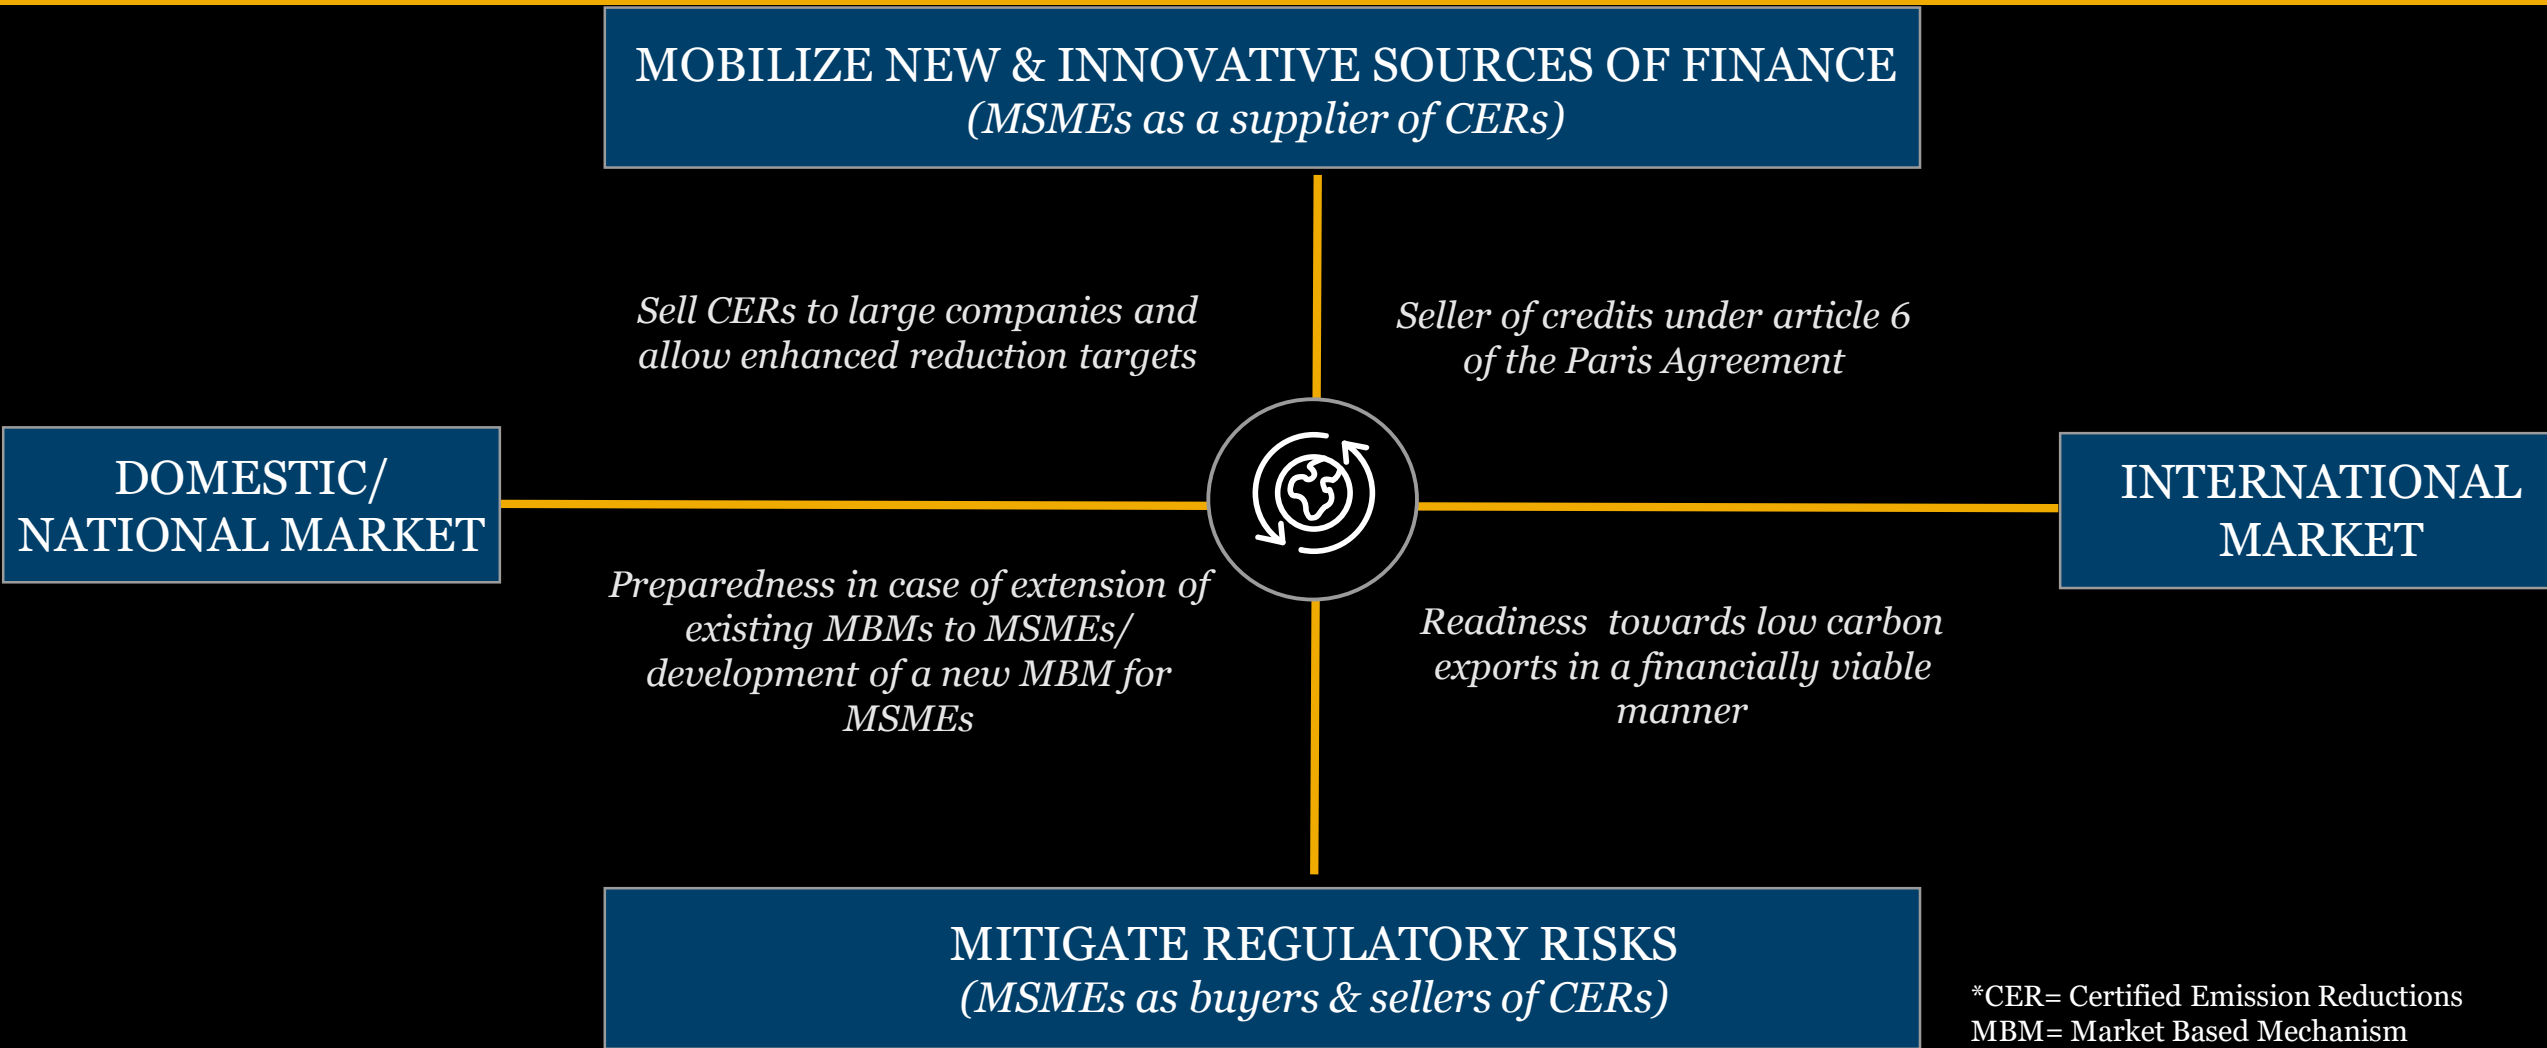 MOBILIZE NEW & INNOVATIVE SOURCES OF FINANCE
(MSMEs as a supplier of CERs)
Sell CERs to large companies and
allow enhanced reduction targets
Seller of credits under article 6
of the Paris Agreement
DOMESTIC/
NATIONAL MARKET
INTERNATIONAL
MARKET
Preparedness in case of extension of
existing MBMs to MSMEs/
development of a new MBM for
MSMEs
Readiness towards low carbon
exports in a financially viable
manner
MITIGATE REGULATORY RISKS
(MSMEs as buyers & sellers of CERs)
*CER= Certified Emission Reductions
MBM= Market Based Mechanism